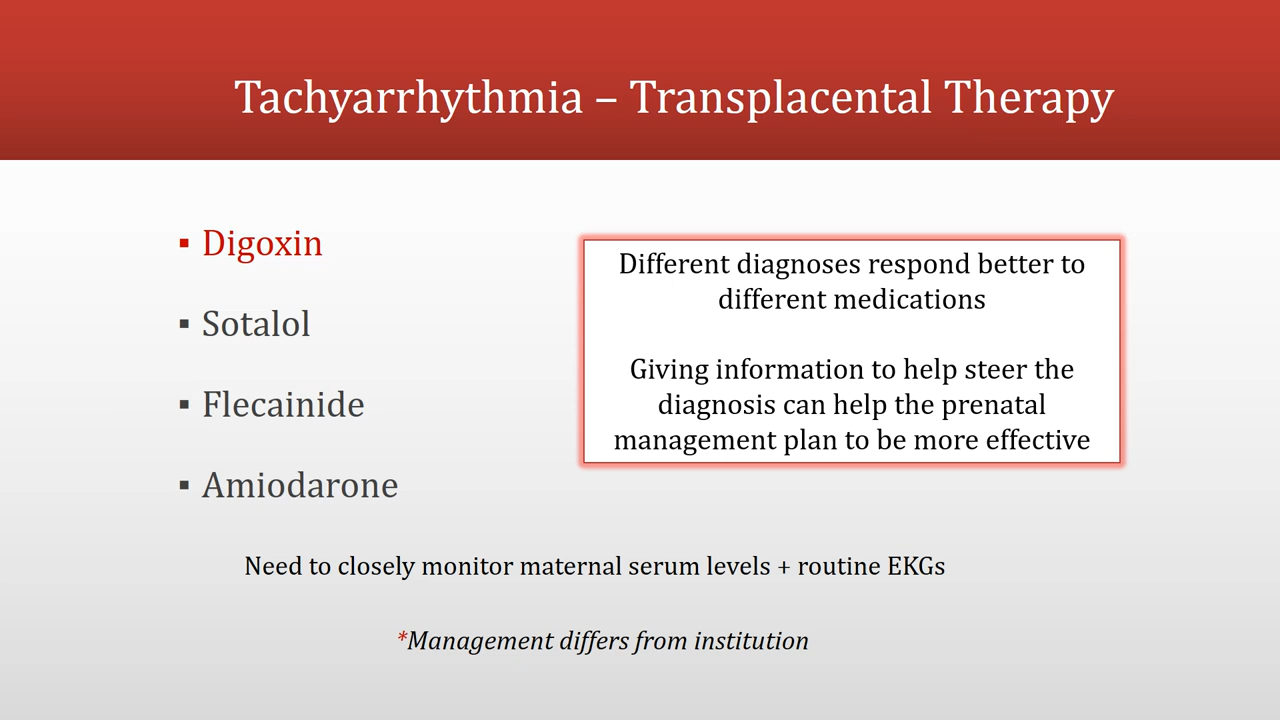 Tachyarrhythmia – Transplacental Therapy
▪ Digoxin
▪ Sotalol
▪ Flecainide
▪ Amiodarone
Different diagnoses respond better to
different medications
Giving information to help steer the
diagnosis can help the prenatal
management plan to be more effective
Need to closely monitor maternal serum levels + routine EKGs
*Management differs from institution